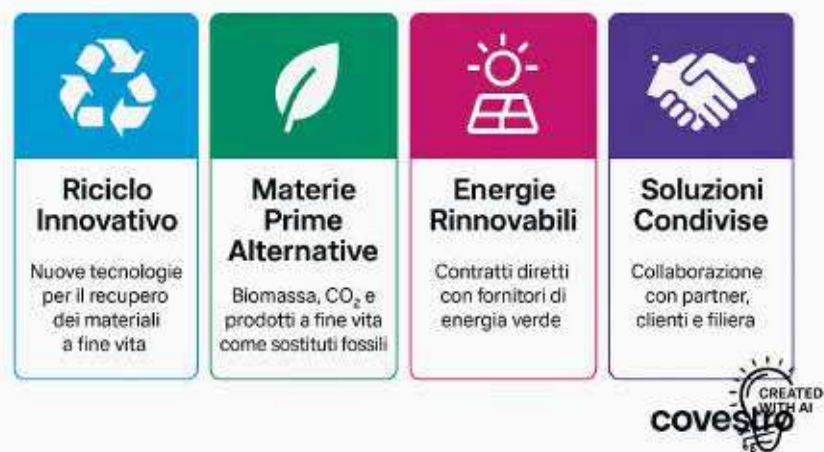 Riciclo
Innovativo
Nuove tecnologie
per il recupero
dei materiali
a fine vita
Materie
Prime
Alternative
Biomassa, CO₂ e
prodotti a fine vita
come sostituti fossili
Energie
Rinnovabili
Contratti diretti
con fornitori di
energia verde
Soluzioni
Condivise
Collaborazione
con partner,
clienti e filiera
CREATED
WITH AI
covestro